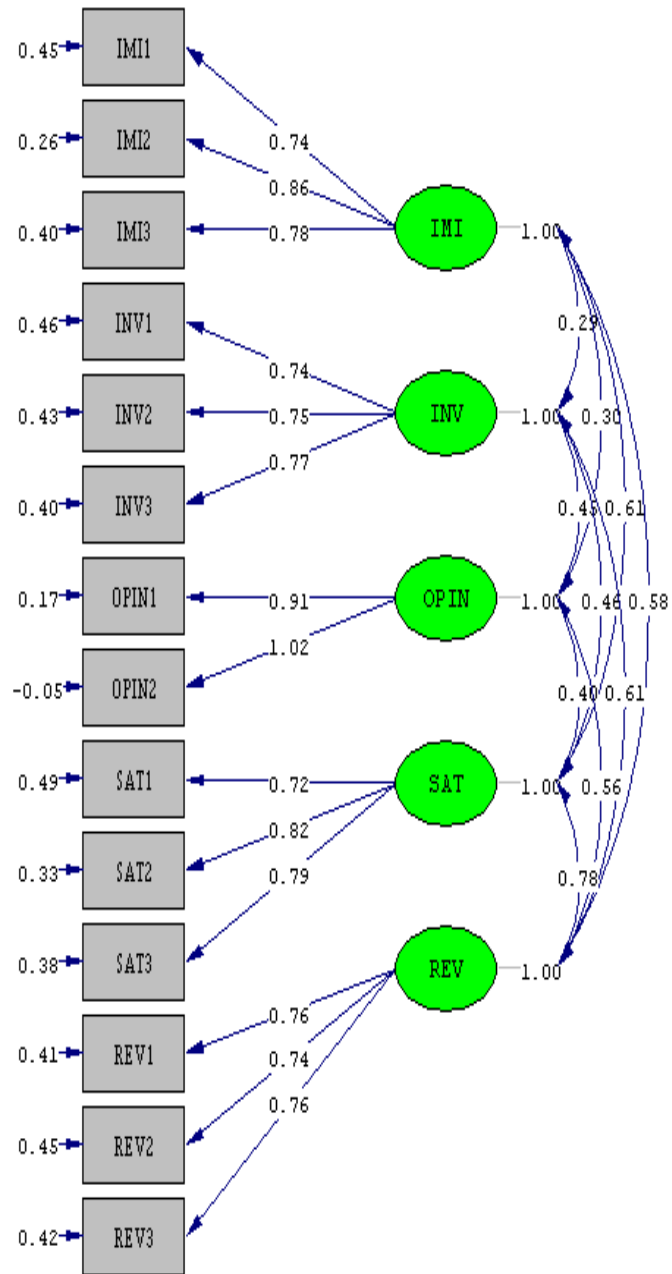 0.45 IMI1
0.74
0.26 IMI2
0.86
0.40 IMI3 0.78 IMI 1.00
0.46 INV1 0.29
0.74
0.43 INV2 0.75 INV 1.00 0.30
0.77
0.40 INV3 0.45 0.61
0.17 OPIN1 0.91 OPIN 1.00 0.46 0.58
1.02
-0.05 OPIN2 0.40 0.61
0.49 SAT1 0.72 SAT 1.00 0.56
0.82
0.33 SAT2 0.79 0.78
0.38 SAT3 REV 1.00
0.76
0.41 REV1
0.74
0.76
0.45 REV2
0.42 REV3